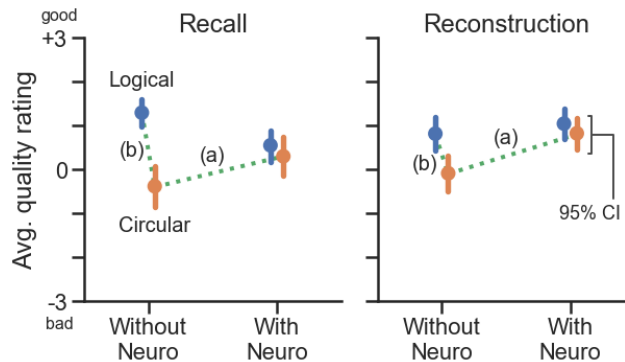 good
+3
Recall
Reconstruction
Logical
(b)
(a)
Circular
(b)
(a)
95% CI
0
-3
bad
Avg. quality rating
Without
Neuro
With
Neuro
Without
Neuro
With
Neuro